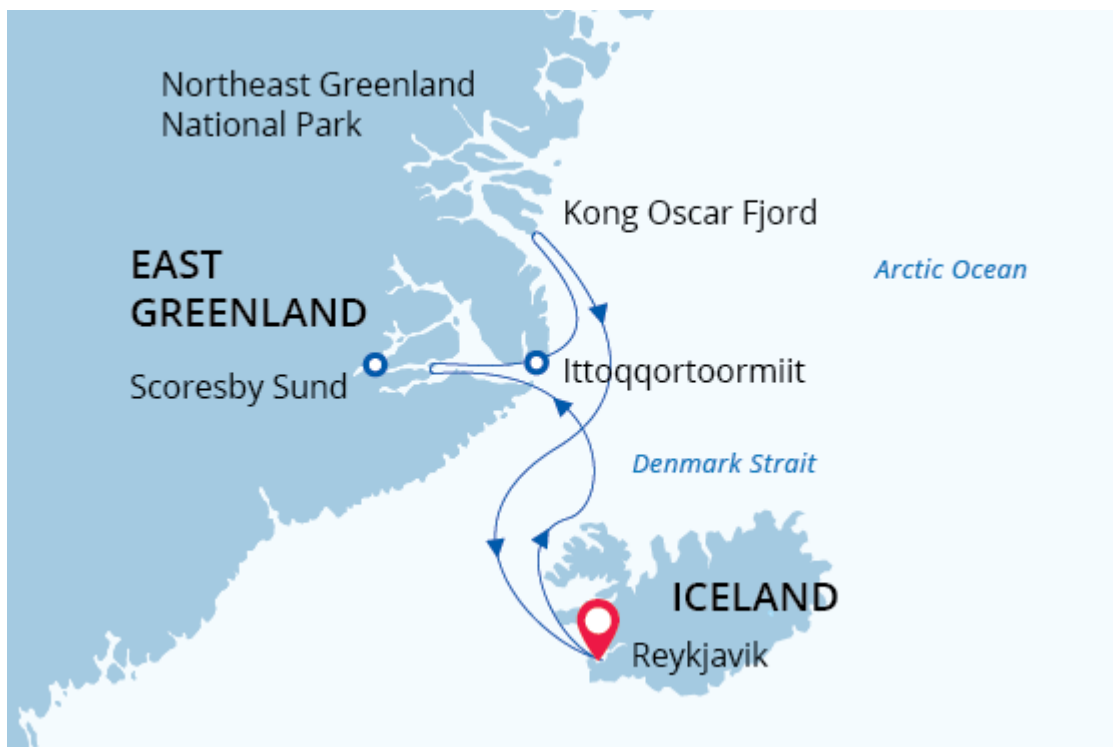 Northeast Greenland
National Park
Kong Oscar Fjord
EAST
GREENLAND
Arctic Ocean
Scoresby Sund
Ittoqqortoormiit
Denmark Strait
ICELAND
Reykjavik